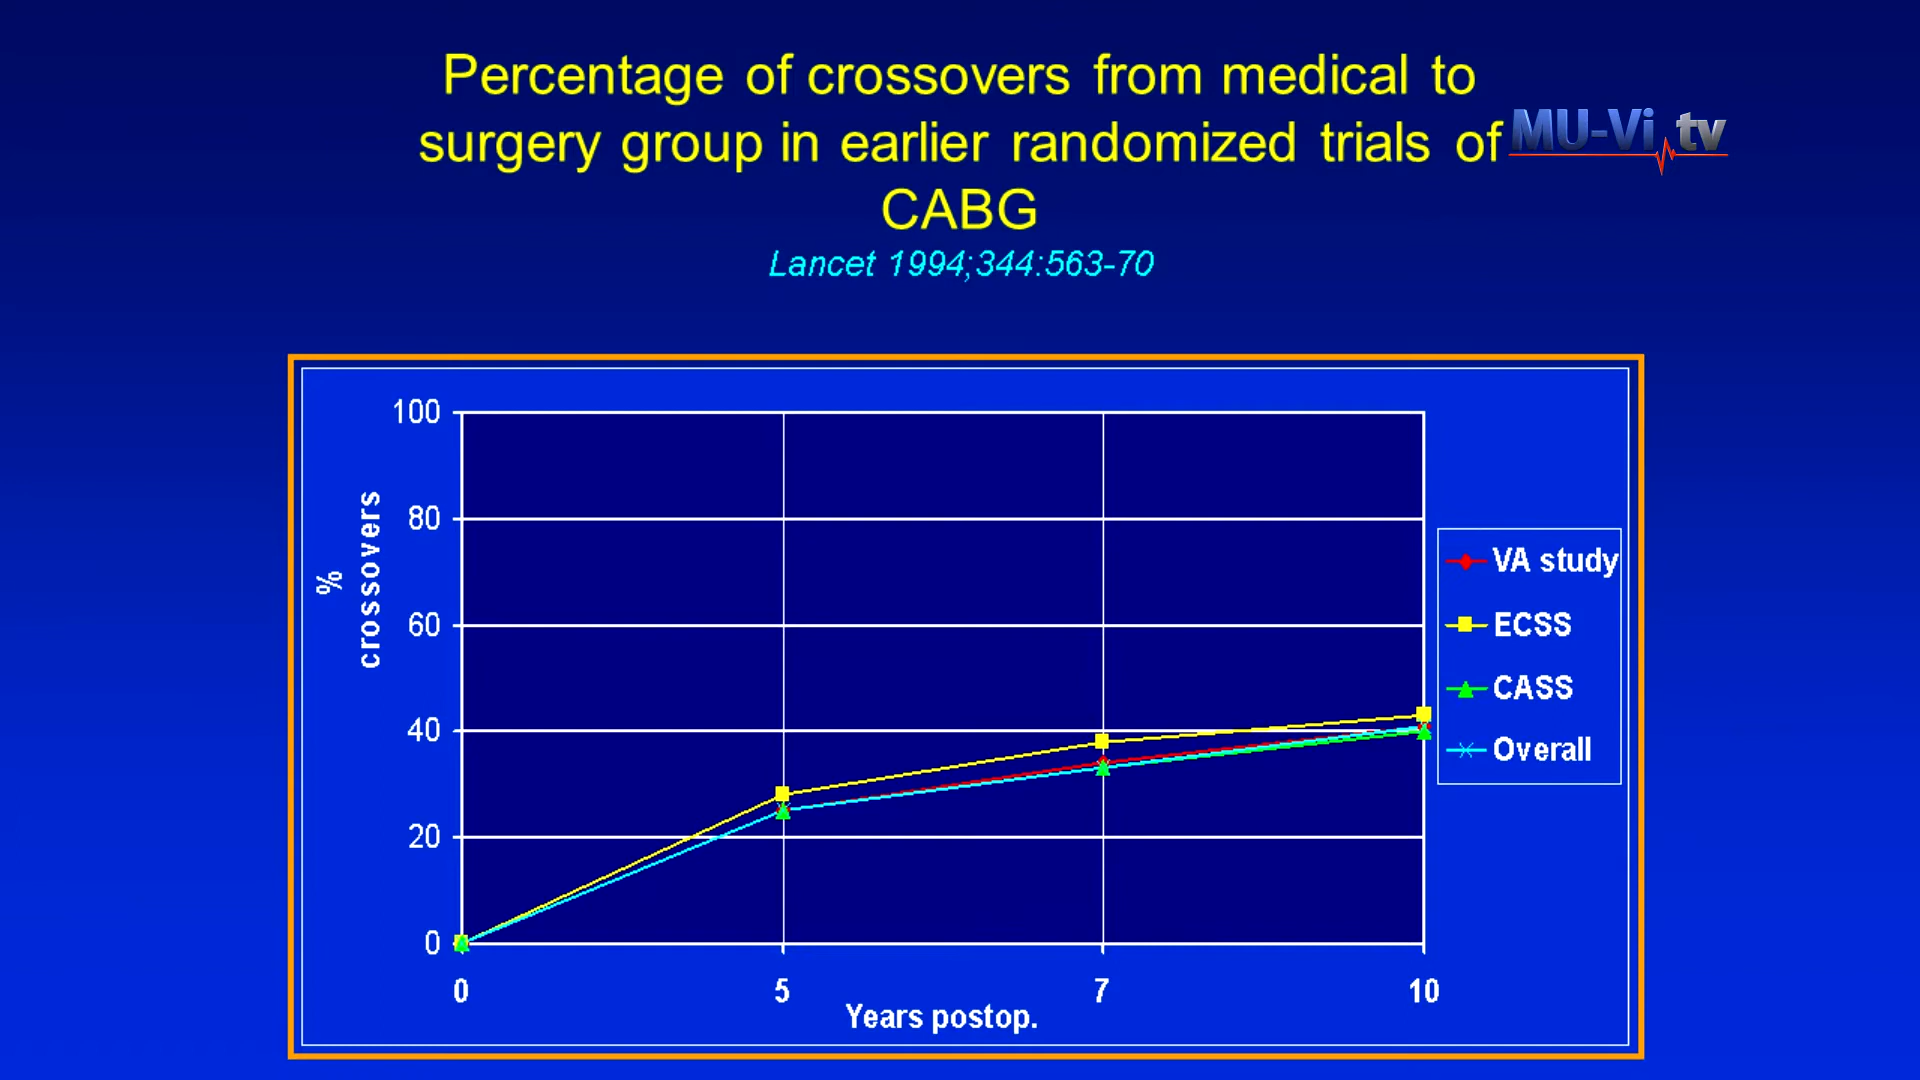 Percentage of crossovers from medical to
surgery group in earlier randomized trials of
MU-Vi tv
CABG
Lancet 1994;344:563-70
100
80
60
40
20
0
%
crossovers
0 5 7 10
Years postop.
VA study
ECSS
CASS
Overall